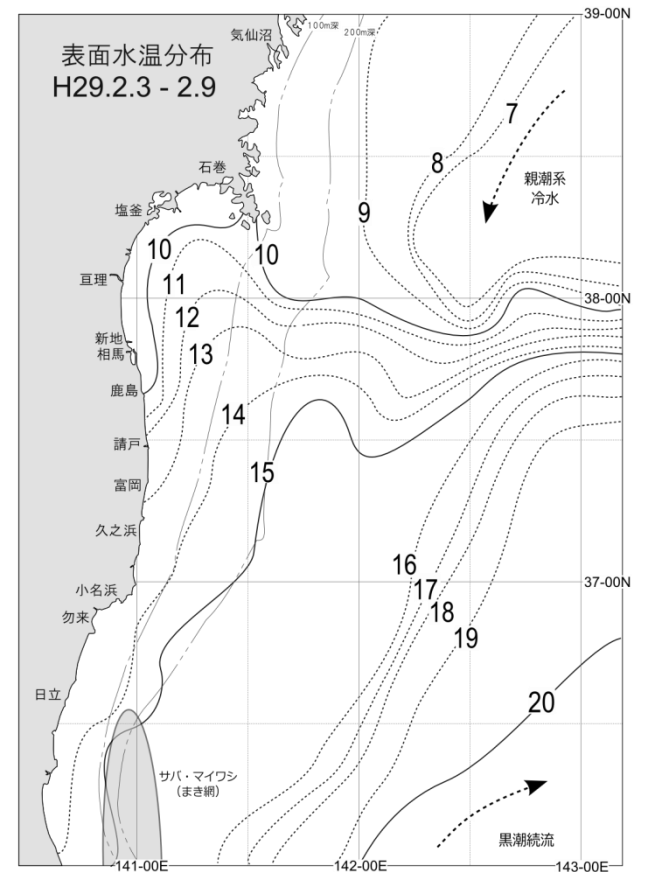 39-00N
気仙沼
100m深
200m深
表面水温分布
H29.2.3 - 2.9
7
8
石巻
親潮系
冷水
塩釜
9
10
10
亘理
11
38-00N
12
新地
13
相馬
鹿島
14
請戸
15
富岡
久之浜
16
小名浜
17
37-00N
勿来
18
19
日立
20
サバ・マイワシ
(まき網)
黒潮続流
141-00E
142-00E
143-00E